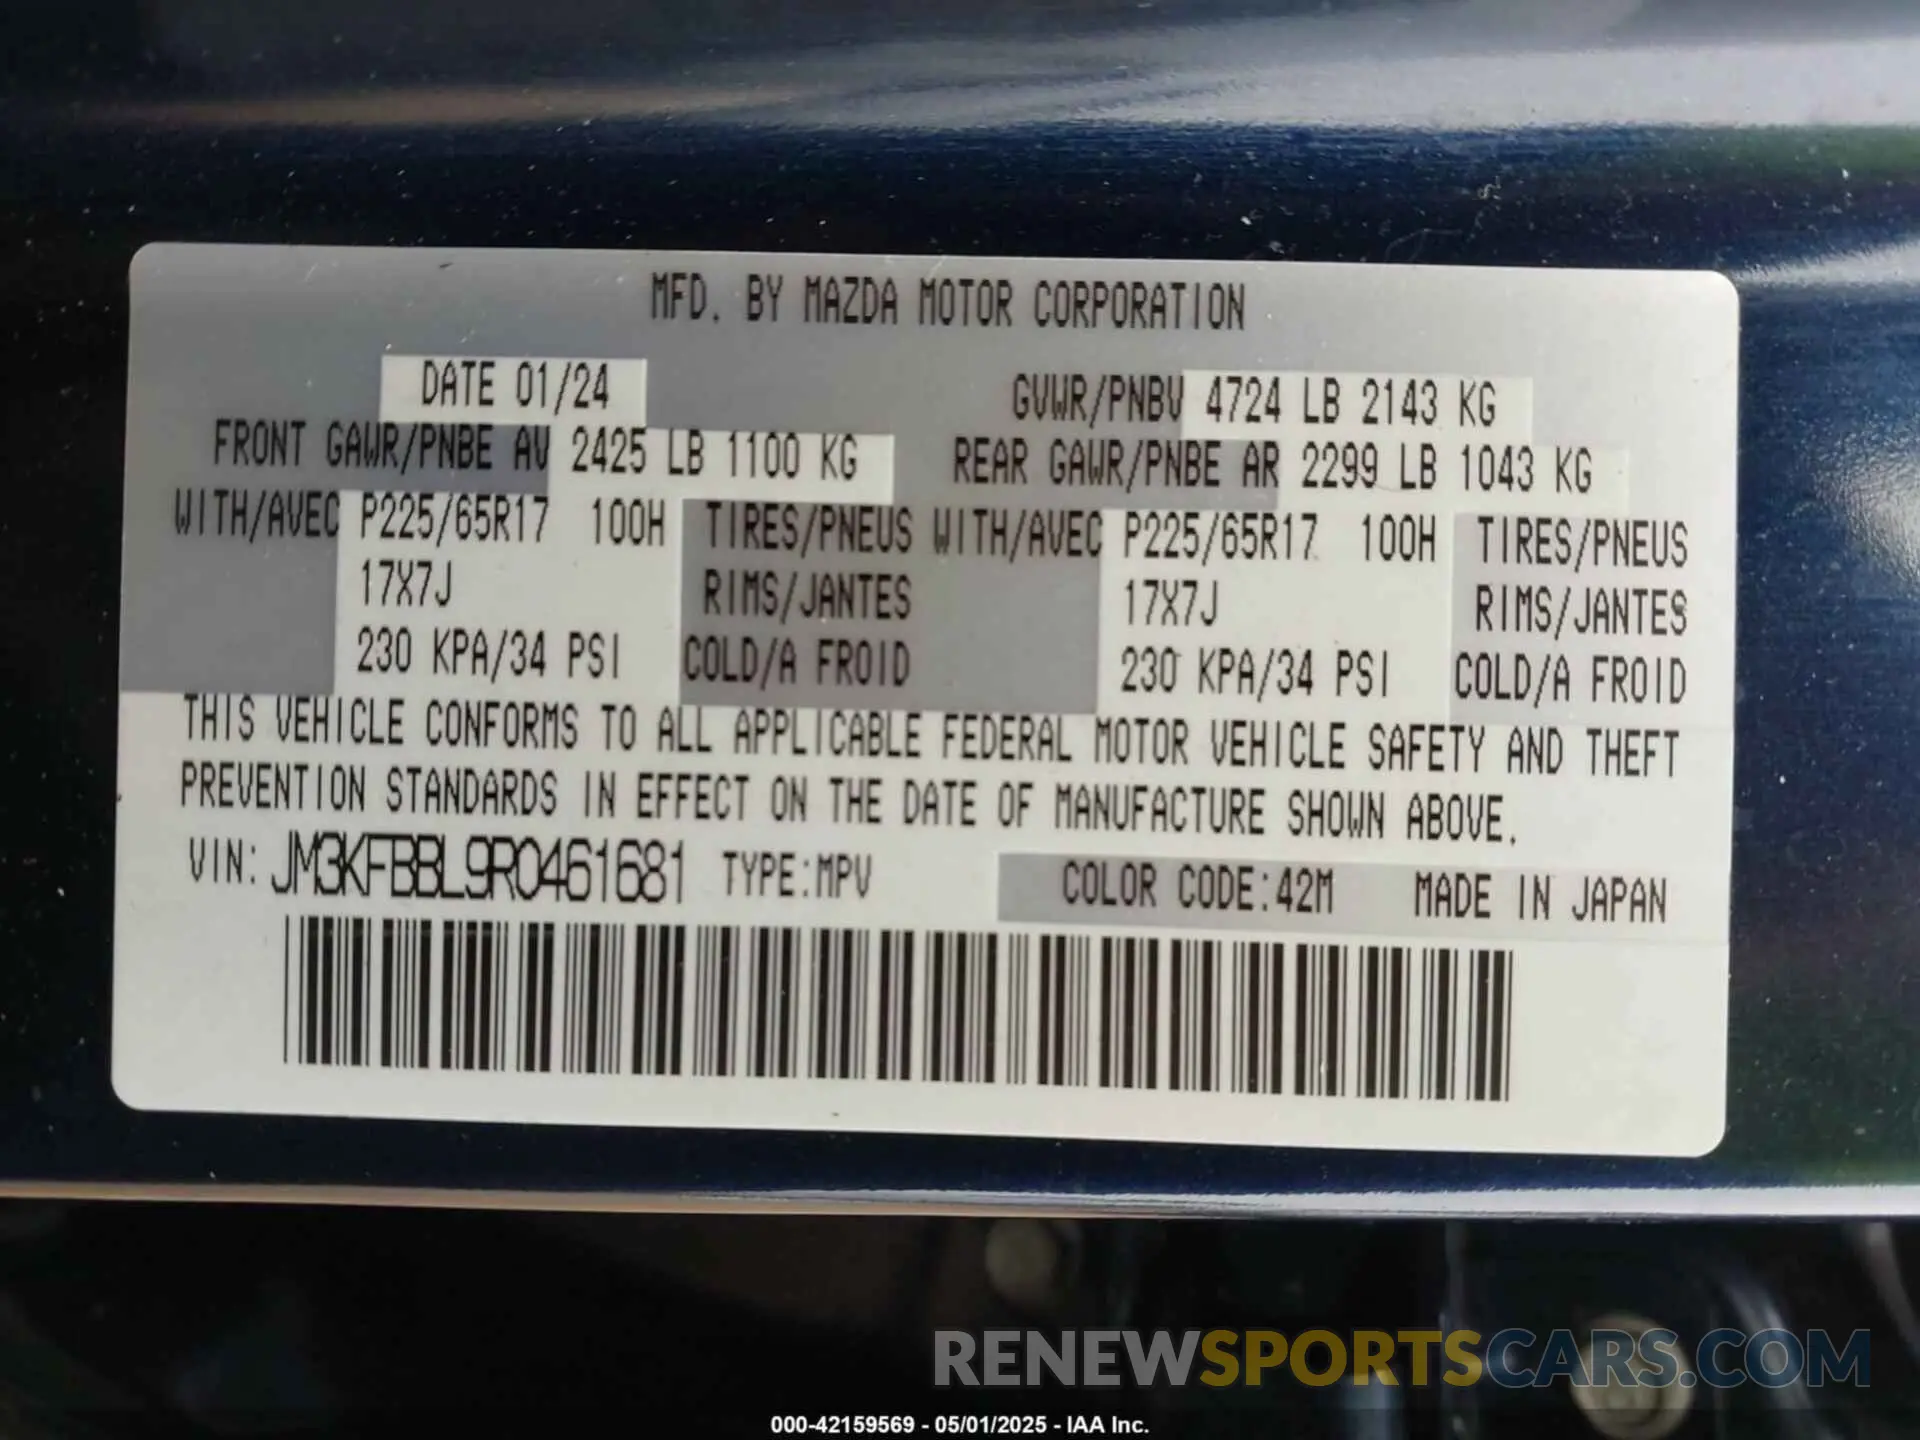 MFD. BY MAZDA MOTOR CORPORATION
DATE 01/24 GVWR/PNBV 4724 LB 2143 KG
FRONT GAWR/PNBE AV 2425 LB 1100 KG REAR GAWR/PNBE AR 2299 LB 1043 KG
WITH/AVEC P225/65R17 100H TIRES/PNEUS WITH/AVEC P225/65R17 100H TIRES/PNEUS
17X7J RIMS/JANTES 17X7J RIMS/JANTES
230 KPA/34 PSI COLD/A FROID 230 KPA/34 PSI COLD/A FROID
THIS VEHICLE CONFORMS TO ALL APPLICABLE FEDERAL MOTOR VEHICLE SAFETY AND THEFT
PREVENTION STANDARDS IN EFFECT ON THE DATE OF MANUFACTURE SHOWN ABOVE.
VIN: JM3KFBBL9R0461681 TYPE:MPV COLOR CODE:42M MADE IN JAPAN
RENEWSPORTSCARS.COM
000-42159569 - 05/01/2025 - IAA Inc.